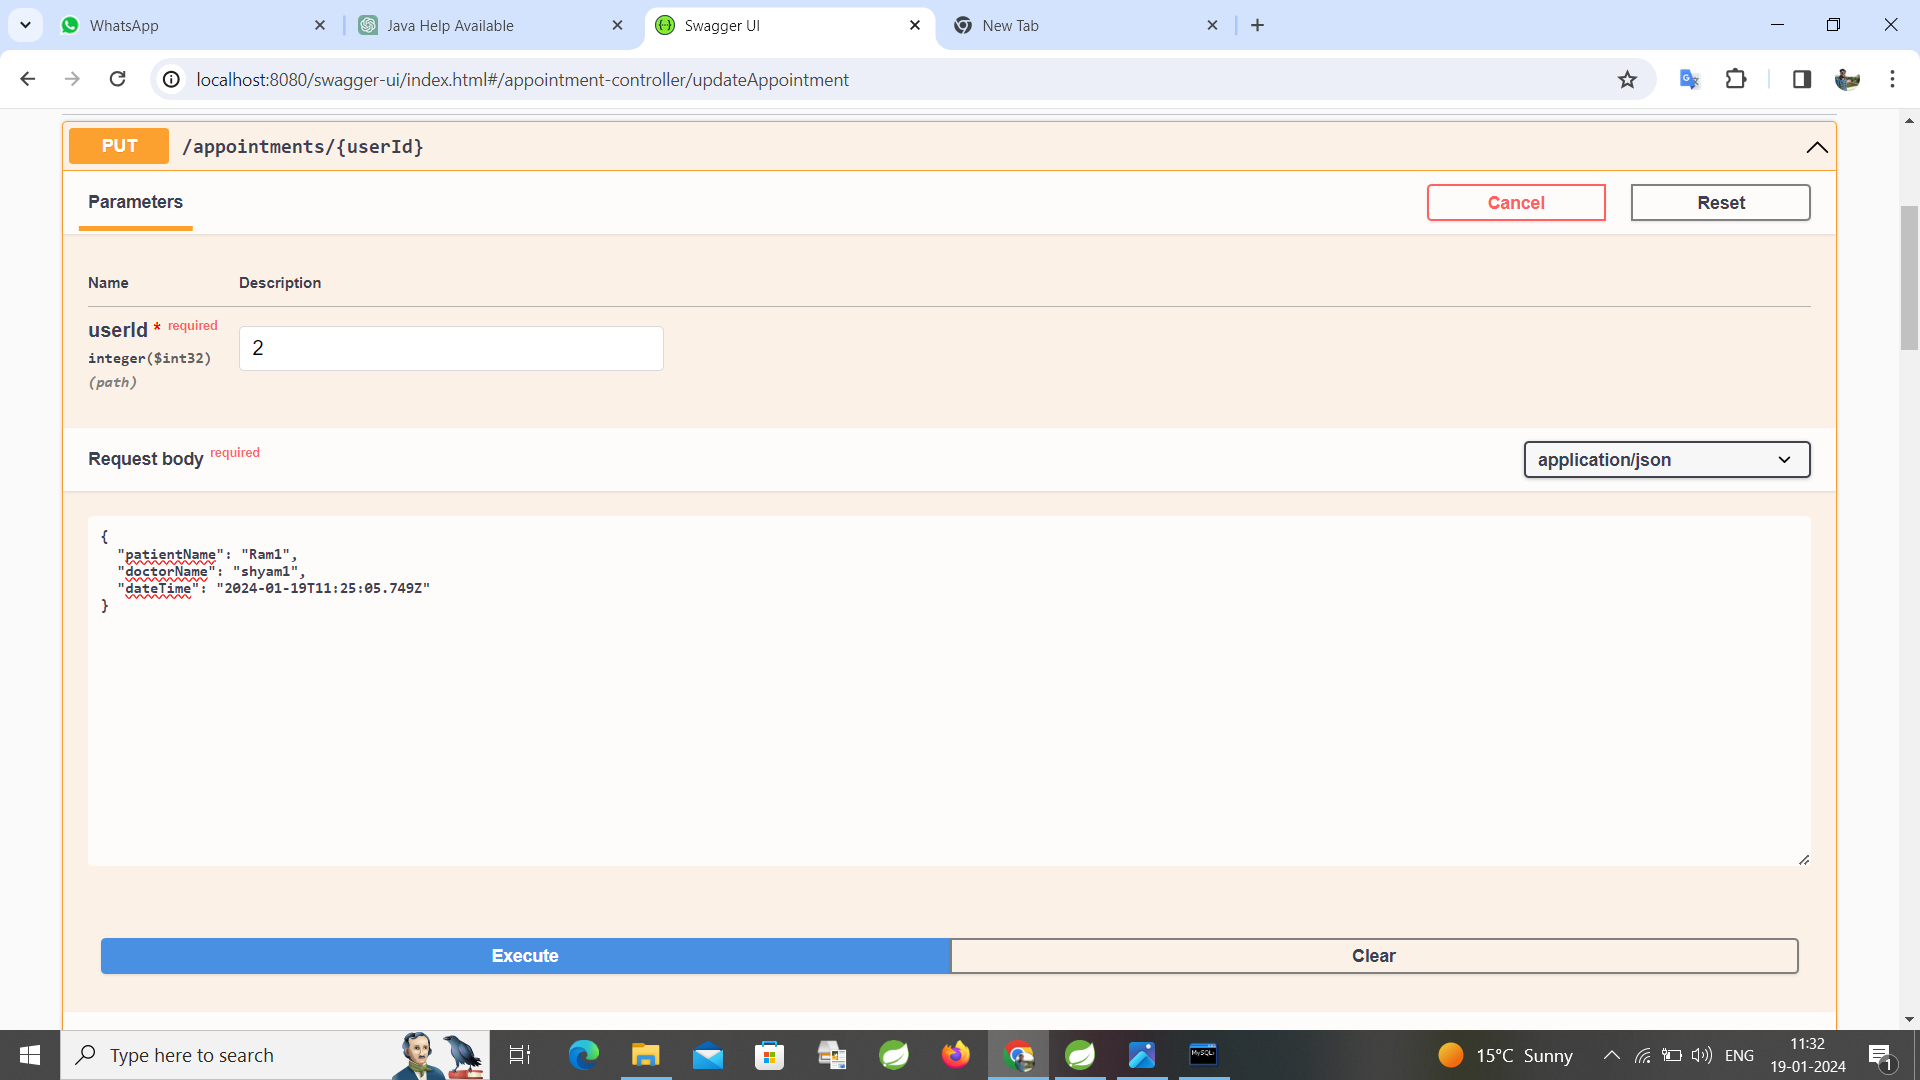 WhatsApp
Java Help Available
Swagger UI
New Tab
localhost:8080/swagger-ui/index.html#/appointment-controller/updateAppointment
PUT /appointments/{userId}
Parameters
Cancel
Reset
Name Description
userId * required
integer($int32)
(path)
2
Request body required
application/json
{
"patientName": "Ram1",
"doctorName": "shyam1",
"dateTime": "2024-01-19T11:25:05.749Z"
}
Execute
Clear
Type here to search
MySQL
15°C Sunny
ENG
11:32
19-01-2024
1